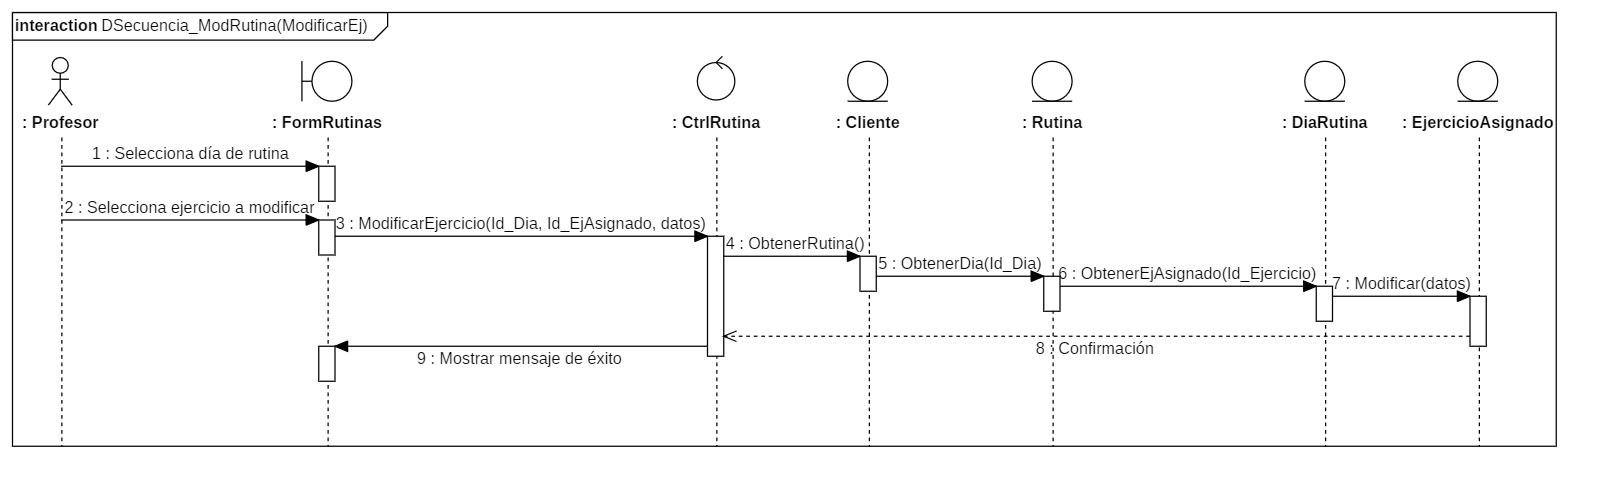 interaction DSecuencia_ModRutina(ModificarEj)
: Profesor
: FormRutinas
: CtrlRutina
: Cliente
: Rutina
: DiaRutina
: EjercicioAsignado
1 : Selecciona día de rutina
2 : Selecciona ejercicio a modificar
3 : ModificarEjercicio(Id_Dia, Id_EjAsignado, datos)
4 : ObtenerRutina()
5 : ObtenerDia(Id_Dia)
6 : ObtenerEjAsignado(Id_Ejercicio)
7 : Modificar(datos)
8 : Confirmación
9 : Mostrar mensaje de éxito